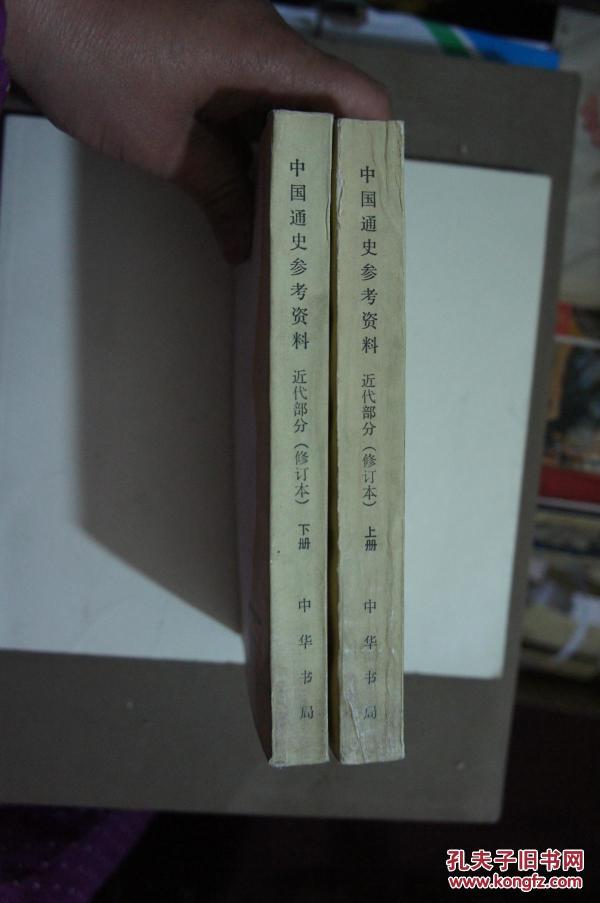 中国通史参考资料 近代部分（修订本） 下册 中华书局
中国通史参考资料 近代部分（修订本） 上册 中华书局
孔夫子旧书网
www.kongfz.com